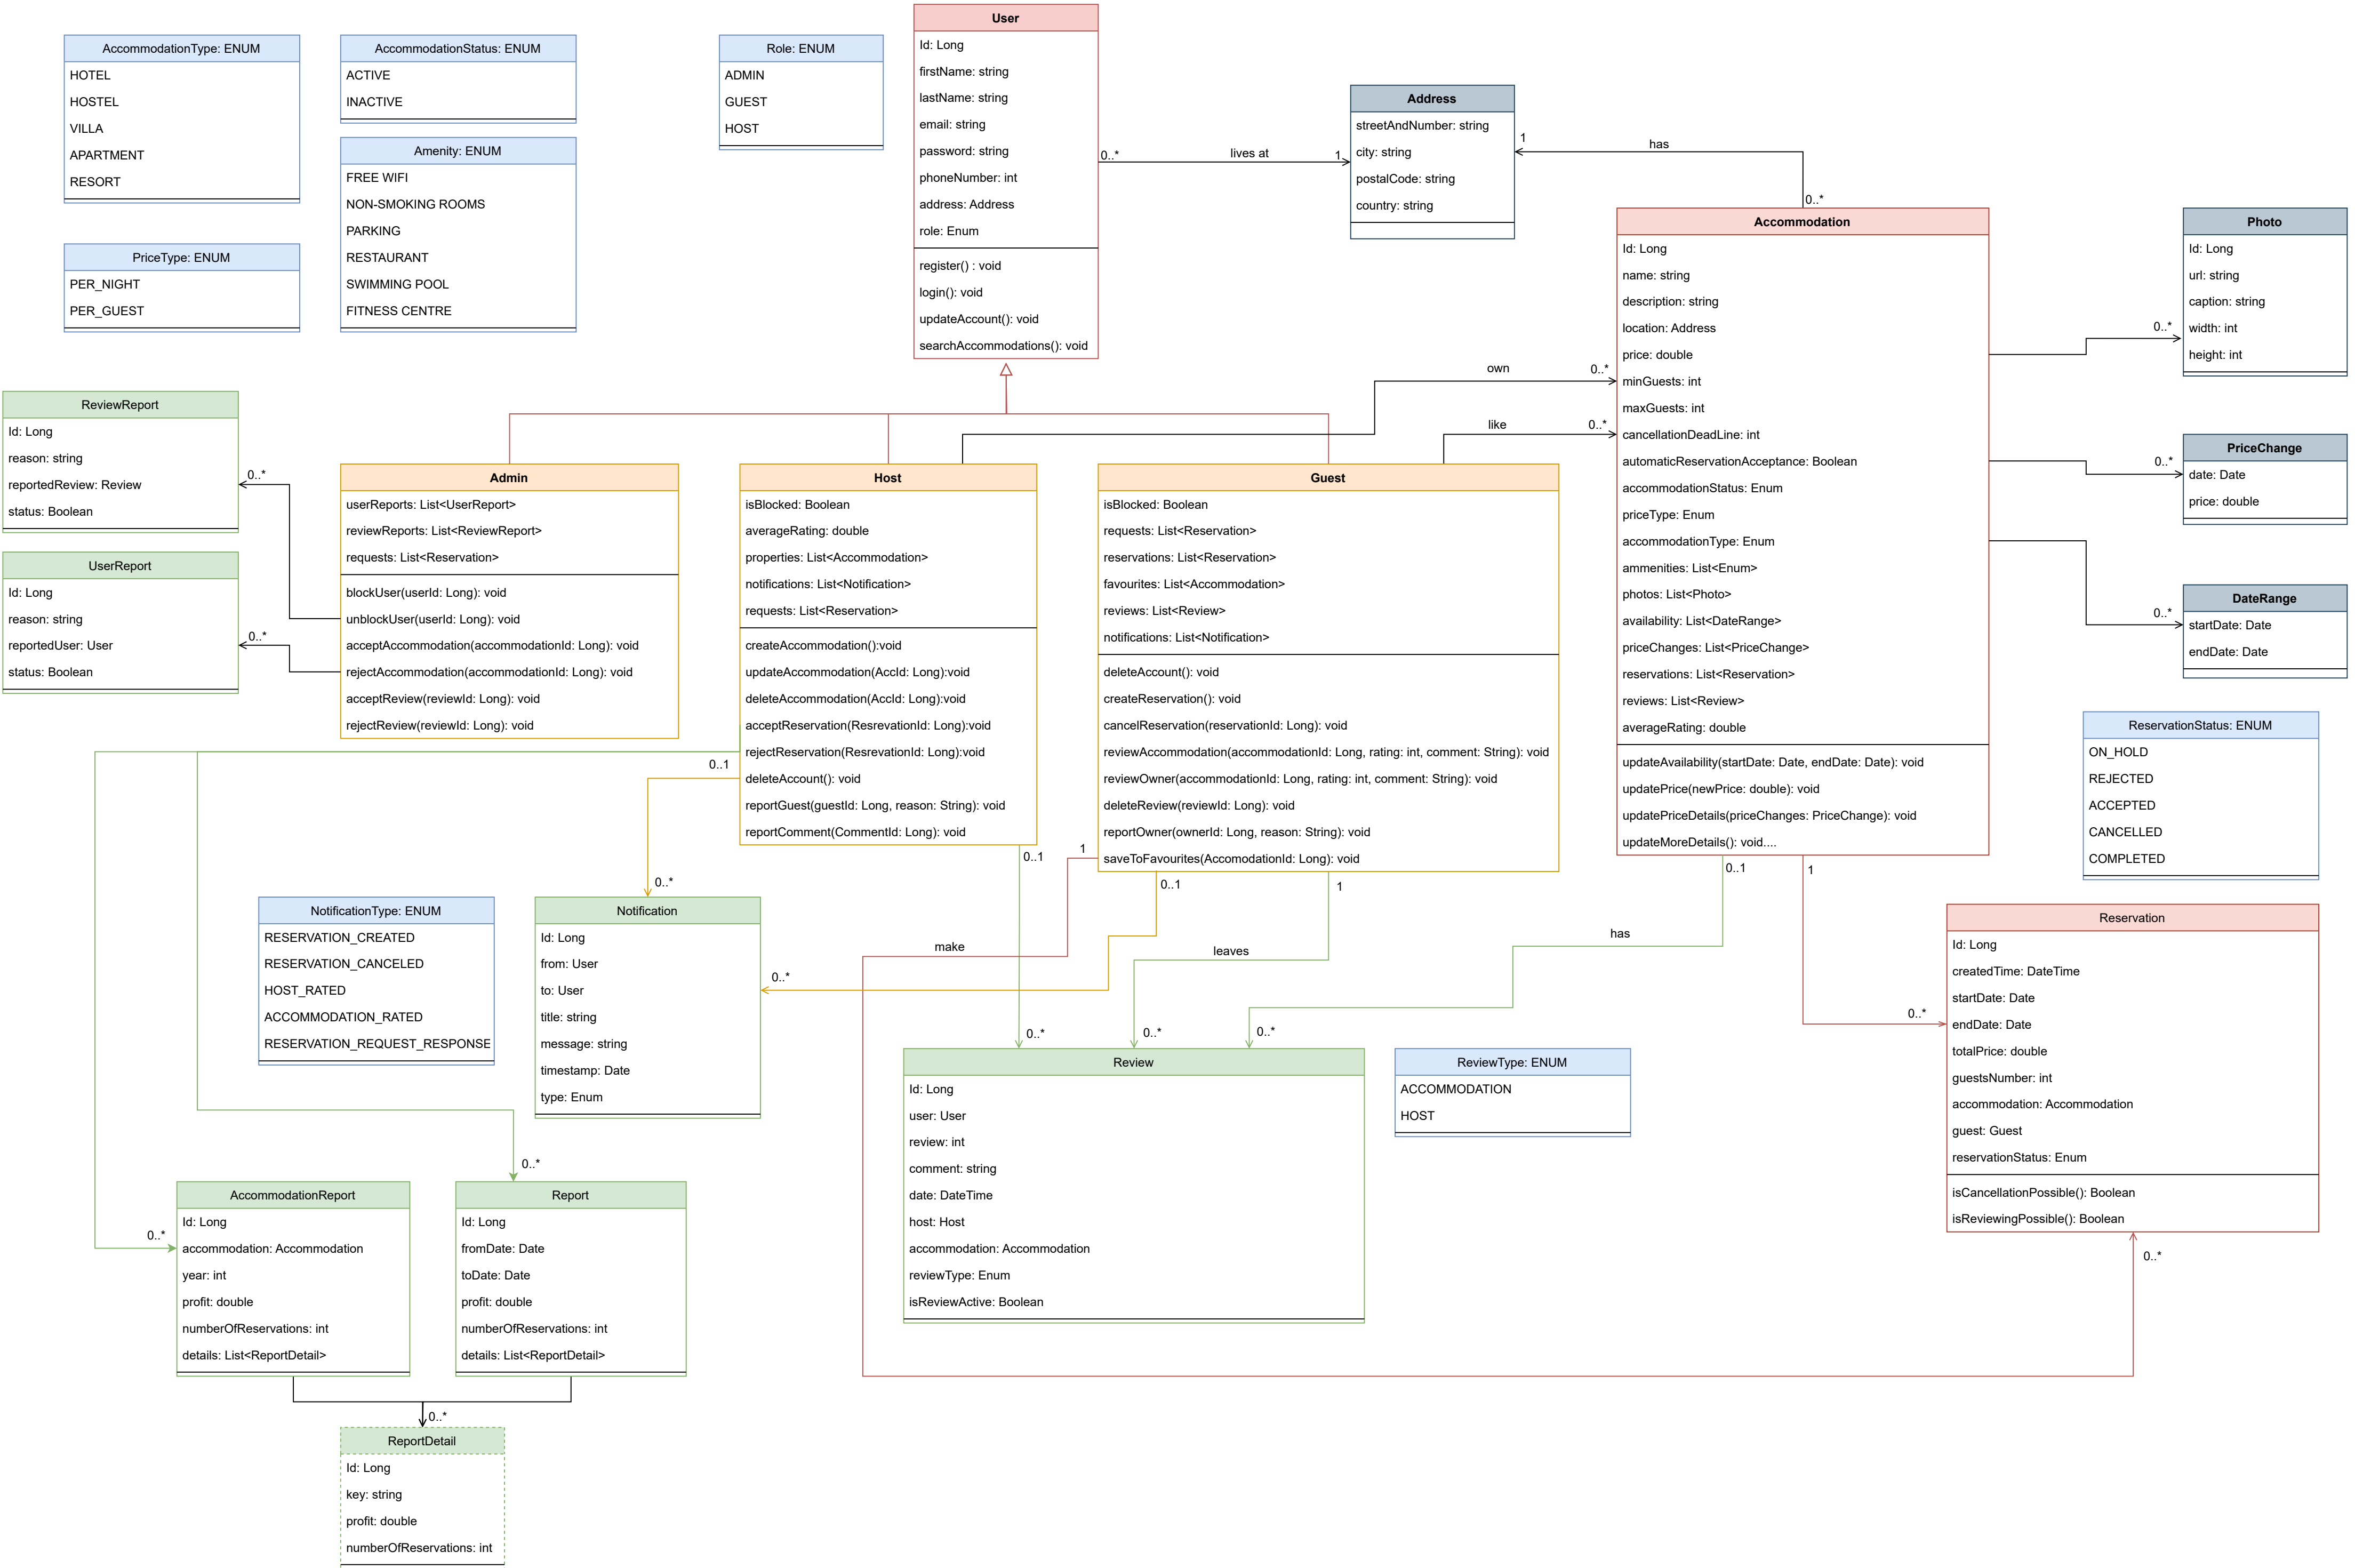 AccommodationType: ENUM
HOTEL
HOSTEL
VILLA
APARTMENT
RESORT
AccommodationStatus: ENUM
ACTIVE
INACTIVE
Role: ENUM
ADMIN
GUEST
HOST
Amenity: ENUM
FREE WIFI
NON-SMOKING ROOMS
PARKING
RESTAURANT
SWIMMING POOL
FITNESS CENTRE
PriceType: ENUM
PER_NIGHT
PER_GUEST
User
Id: Long
firstName: string
lastName: string
email: string
password: string
phoneNumber: int
address: Address
role: Enum
register() : void
login(): void
updateAccount(): void
searchAccommodations(): void
0..*
lives at
1
Address
streetAndNumber: string
city: string
postalCode: string
country: string
1
has
0..*
Accommodation
Id: Long
name: string
description: string
location: Address
price: double
minGuests: int
maxGuests: int
cancellationDeadLine: int
automaticReservationAcceptance: Boolean
accommodationStatus: Enum
priceType: Enum
accommodationType: Enum
ammenities: List<Enum>
photos: List<Photo>
availability: List<DateRange>
priceChanges: List<PriceChange>
reservations: List<Reservation>
reviews: List<Review>
averageRating: double
updateAvailability(startDate: Date, endDate: Date): void
updatePrice(newPrice: double): void
updatePriceDetails(priceChanges: PriceChange): void
updateMoreDetails(): void....
Photo
Id: Long
url: string
caption: string
width: int
height: int
0..*
PriceChange
date: Date
price: double
0..*
DateRange
startDate: Date
endDate: Date
0..*
own
0..*
like
0..*
ReviewReport
Id: Long
reason: string
reportedReview: Review
status: Boolean
0..*
UserReport
Id: Long
reason: string
reportedUser: User
status: Boolean
0..*
Admin
userReports: List<UserReport>
reviewReports: List<ReviewReport>
requests: List<Reservation>
blockUser(userId: Long): void
unblockUser(userId: Long): void
acceptAccommodation(accommodationId: Long): void
rejectAccommodation(accommodationId: Long): void
acceptReview(reviewId: Long): void
rejectReview(reviewId: Long): void
Host
isBlocked: Boolean
averageRating: double
properties: List<Accommodation>
notifications: List<Notification>
requests: List<Reservation>
createAccommodation():void
updateAccommodation(AccId: Long):void
deleteAccommodation(AccId: Long):void
acceptReservation(ResrevationId: Long):void
rejectReservation(ResrevationId: Long):void
deleteAccount(): void
reportGuest(guestId: Long, reason: String): void
reportComment(CommentId: Long): void
Guest
isBlocked: Boolean
requests: List<Reservation>
reservations: List<Reservation>
favourites: List<Accommodation>
reviews: List<Review>
notifications: List<Notification>
deleteAccount(): void
createReservation(): void
cancelReservation(reservationId: Long): void
reviewAccommodation(accommodationId: Long, rating: int, comment: String): void
reviewOwner(accommodationId: Long, rating: int, comment: String): void
deleteReview(reviewId: Long): void
reportOwner(ownerId: Long, reason: String): void
saveToFavourites(AccomodationId: Long): void
ReservationStatus: ENUM
ON_HOLD
REJECTED
ACCEPTED
CANCELLED
COMPLETED
0..1
0..*
0..1
1
0..1
1
0..1
1
NotificationType: ENUM
RESERVATION_CREATED
RESERVATION_CANCELED
HOST_RATED
ACCOMMODATION_RATED
RESERVATION_REQUEST_RESPONSE
Notification
Id: Long
from: User
to: User
title: string
message: string
timestamp: Date
type: Enum
0..*
make
leaves
has
0..*
0..*
0..*
0..*
Review
Id: Long
user: User
review: int
comment: string
date: DateTime
host: Host
accommodation: Accommodation
reviewType: Enum
isReviewActive: Boolean
ReviewType: ENUM
ACCOMMODATION
HOST
Reservation
Id: Long
createdTime: DateTime
startDate: Date
endDate: Date
totalPrice: double
guestsNumber: int
accommodation: Accommodation
guest: Guest
reservationStatus: Enum
isCancellationPossible(): Boolean
isReviewingPossible(): Boolean
0..*
0..*
AccommodationReport
Id: Long
accommodation: Accommodation
year: int
profit: double
numberOfReservations: int
details: List<ReportDetail>
0..*
Report
Id: Long
fromDate: Date
toDate: Date
profit: double
numberOfReservations: int
details: List<ReportDetail>
0..*
ReportDetail
Id: Long
key: string
profit: double
numberOfReservations: int